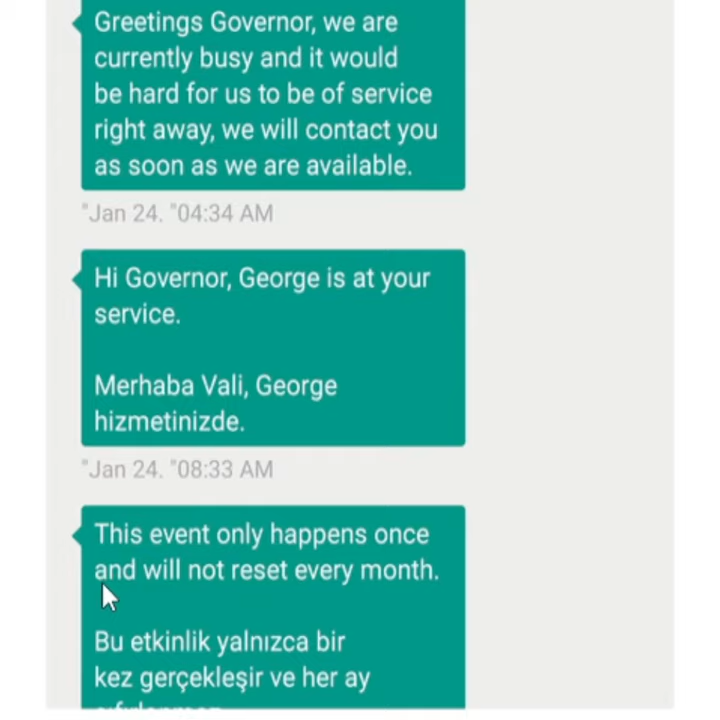 Greetings Governor, we are
currently busy and it would
be hard for us to be of service
right away, we will contact you
as soon as we are available.
"Jan 24. "04:34 AM
Hi Governor, George is at your
service.
Merhaba Vali, George
hizmetinizde.
"Jan 24. "08:33 AM
This event only happens once
and will not reset every month.
Bu etkinlik yalnızca bir
kez gerçekleşir ve her ay